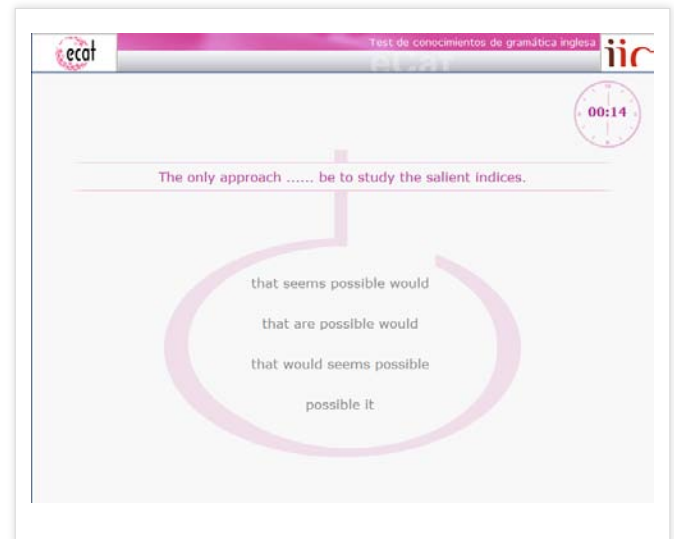 ecat
Test de conocimientos de gramática inglesa
iic
ecat
00:14
The only approach ...... be to study the salient indices.
that seems possible would
that are possible would
that would seems possible
possible it